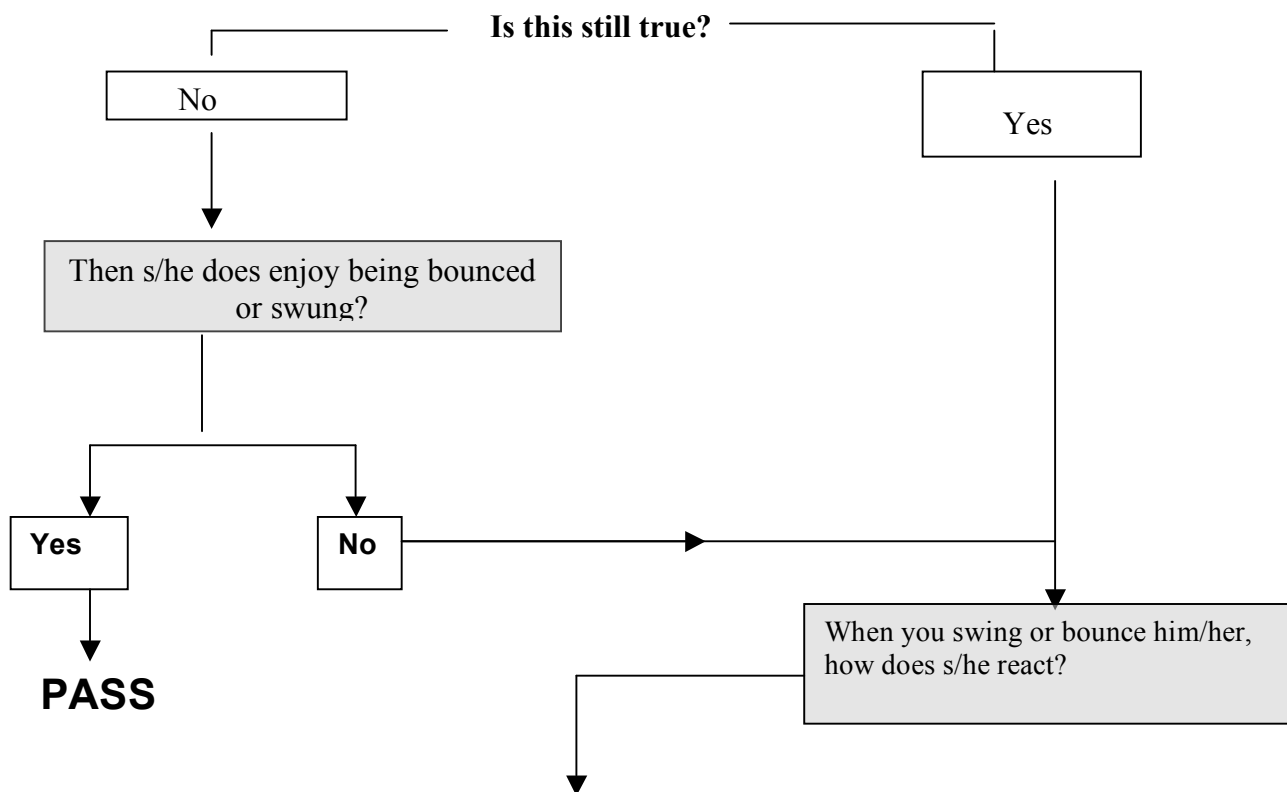 Is this still true?
No
Yes
Then s/he does enjoy being bounced
or swung?
Yes
No
When you swing or bounce him/her,
how does s/he react?
PASS